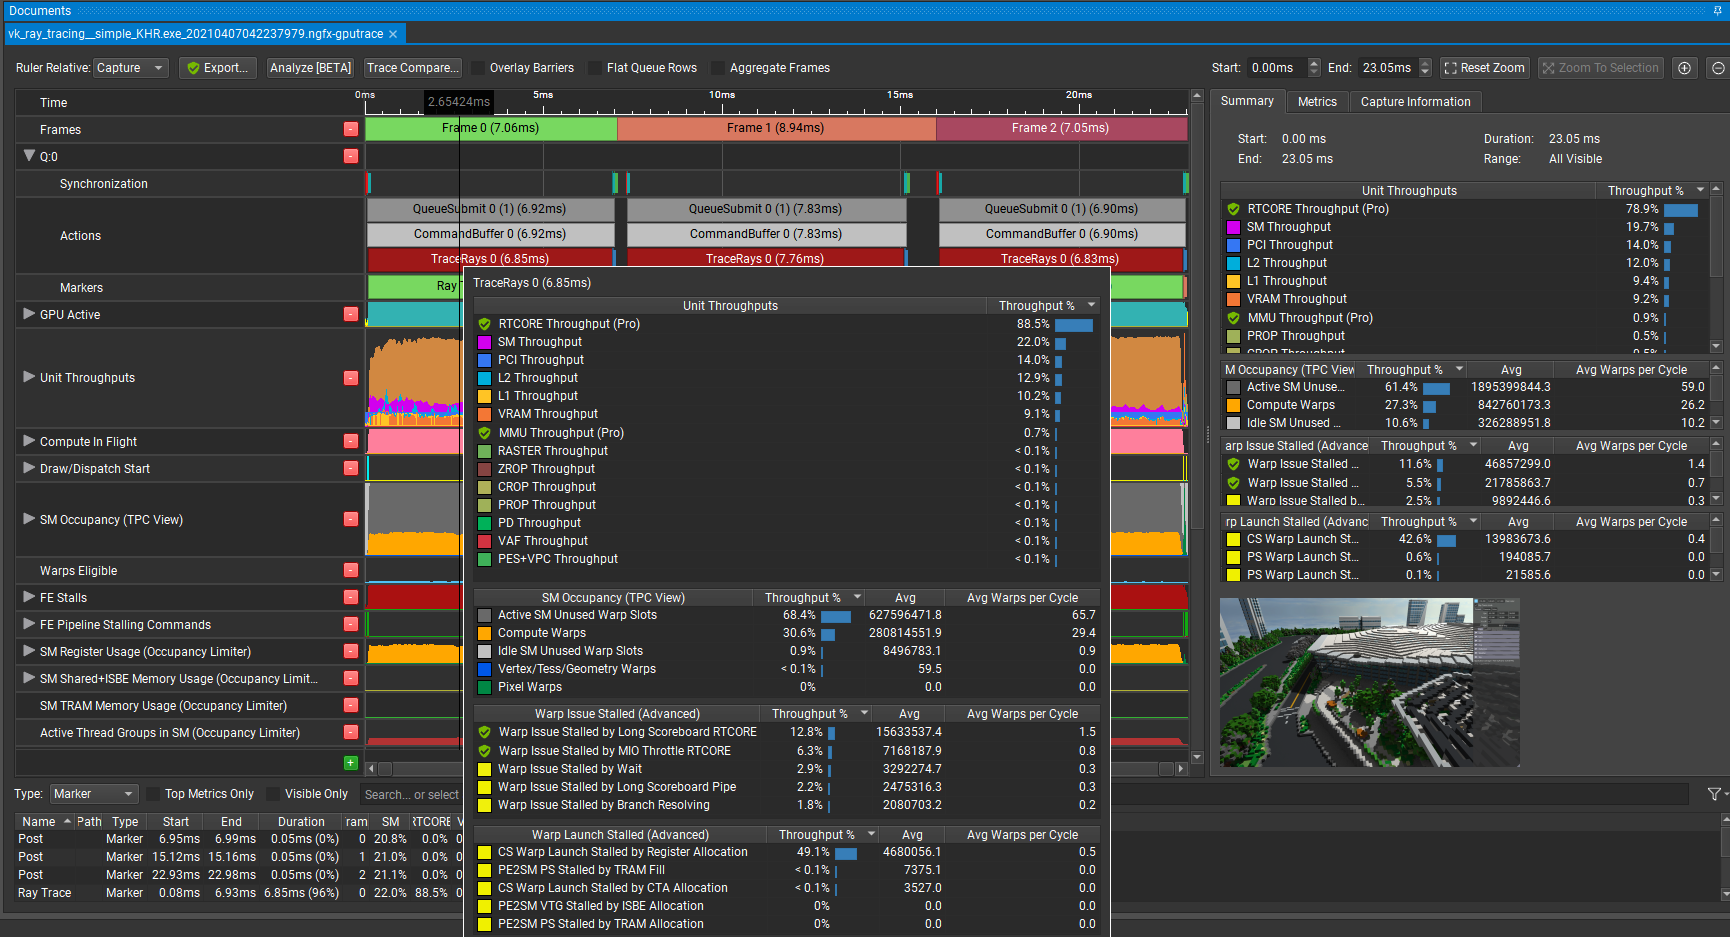 Documents
vk_ray_tracing__simple_KHR.exe_20210407042237979.ngfx-gputrace
Ruler Relative: Capture Export... Analyze [BETA] Trace Compare... Overlay Barriers Flat Queue Rows Aggregate Frames Start: 0.00ms End: 23.05ms Reset Zoom Zoom To Selection
Time 0ms 2.65424ms 5ms 10ms 15ms 20ms
Frames Frame 0 (7.06ms) Frame 1 (8.94ms) Frame 2 (7.05ms)
Q:0
Synchronization
Actions
QueueSubmit 0 (1) (6.92ms) QueueSubmit 0 (1) (7.83ms) QueueSubmit 0 (1) (6.90ms)
CommandBuffer 0 (6.92ms) CommandBuffer 0 (7.83ms) CommandBuffer 0 (6.90ms)
TraceRays 0 (6.85ms) TraceRays 0 (7.76ms) TraceRays 0 (6.83ms)
Markers Ray
GPU Active
Unit Throughputs
Compute In Flight
Draw/Dispatch Start
SM Occupancy (TPC View)
Warps Eligible
FE Stalls
FE Pipeline Stalling Commands
SM Register Usage (Occupancy Limiter)
SM Shared+ISBE Memory Usage (Occupancy Limit...
SM TRAM Memory Usage (Occupancy Limiter)
Active Thread Groups in SM (Occupancy Limiter)
TraceRays 0 (6.85ms)
Unit Throughputs Throughput %
RTCORE Throughput (Pro) 88.5%
SM Throughput 22.0%
PCI Throughput 14.0%
L2 Throughput 12.9%
L1 Throughput 10.2%
VRAM Throughput 9.1%
MMU Throughput (Pro) 0.7%
RASTER Throughput < 0.1%
ZROP Throughput < 0.1%
CROP Throughput < 0.1%
PROP Throughput < 0.1%
PD Throughput < 0.1%
VAF Throughput < 0.1%
PES+VPC Throughput < 0.1%
SM Occupancy (TPC View) Throughput % Avg Avg Warps per Cycle
Active SM Unused Warp Slots 68.4% 627596471.8 65.7
Compute Warps 30.6% 280814551.9 29.4
Idle SM Unused Warp Slots 0.9% 8496783.1 0.9
Vertex/Tess/Geometry Warps < 0.1% 59.5 0.0
Pixel Warps 0% 0.0 0.0
Warp Issue Stalled (Advanced) Throughput % Avg Avg Warps per Cycle
Warp Issue Stalled by Long Scoreboard RTCORE 12.8% 15633537.4 1.5
Warp Issue Stalled by MIO Throttle RTCORE 6.3% 7168187.9 0.8
Warp Issue Stalled by Wait 2.9% 3292274.7 0.3
Warp Issue Stalled by Long Scoreboard Pipe 2.2% 2475316.3 0.3
Warp Issue Stalled by Branch Resolving 1.8% 2080703.2 0.2
Warp Launch Stalled (Advanced) Throughput % Avg Avg Warps per Cycle
CS Warp Launch Stalled by Register Allocation 49.1% 4680056.1 0.5
PE2SM PS Stalled by TRAM Fill < 0.1% 7375.1 0.0
CS Warp Launch Stalled by CTA Allocation < 0.1% 3527.0 0.0
PE2SM VTG Stalled by ISBE Allocation 0% 0.0 0.0
PE2SM PS Stalled by TRAM Allocation 0% 0.0 0.0
Summary Metrics Capture Information
Start: 0.00 ms Duration: 23.05 ms
End: 23.05 ms Range: All Visible
Unit Throughputs Throughput %
RTCORE Throughput (Pro) 78.9%
SM Throughput 19.7%
PCI Throughput 14.0%
L2 Throughput 12.0%
L1 Throughput 9.4%
VRAM Throughput 9.2%
MMU Throughput (Pro) 0.9%
PROP Throughput 0.5%
CROP Throughput 0.5%
M Occupancy (TPC View Throughput % Avg Avg Warps per Cycle
Active SM Unuse... 61.4% 1895399844.3 59.0
Compute Warps 27.3% 842760173.3 26.2
Idle SM Unused ... 10.6% 326288951.8 10.2
arp Issue Stalled (Advance Throughput % Avg Avg Warps per Cycle
Warp Issue Stalled ... 11.6% 46857299.0 1.4
Warp Issue Stalled ... 5.5% 21785863.7 0.7
Warp Issue Stalled b... 2.5% 9892446.6 0.3
rp Launch Stalled (Advanc Throughput % Avg Avg Warps per Cycle
CS Warp Launch St... 42.6% 13983673.6 0.4
PS Warp Launch St... 0.6% 194085.7 0.0
PS Warp Launch St... 0.1% 21585.6 0.0
Type: Marker Top Metrics Only Visible Only Search... or select
Name Path Type Start End Duration ram SM RTCORE V
Post Marker 6.95ms 6.99ms 0.05ms (0%) 0 20.8% 0.0% 0
Post Marker 15.12ms 15.16ms 0.05ms (0%) 1 21.0% 0.0% 0
Post Marker 22.93ms 22.98ms 0.05ms (0%) 2 21.1% 0.0% 0
Ray Trace Marker 0.08ms 6.93ms 6.85ms (96%) 0 22.0% 88.5% 0